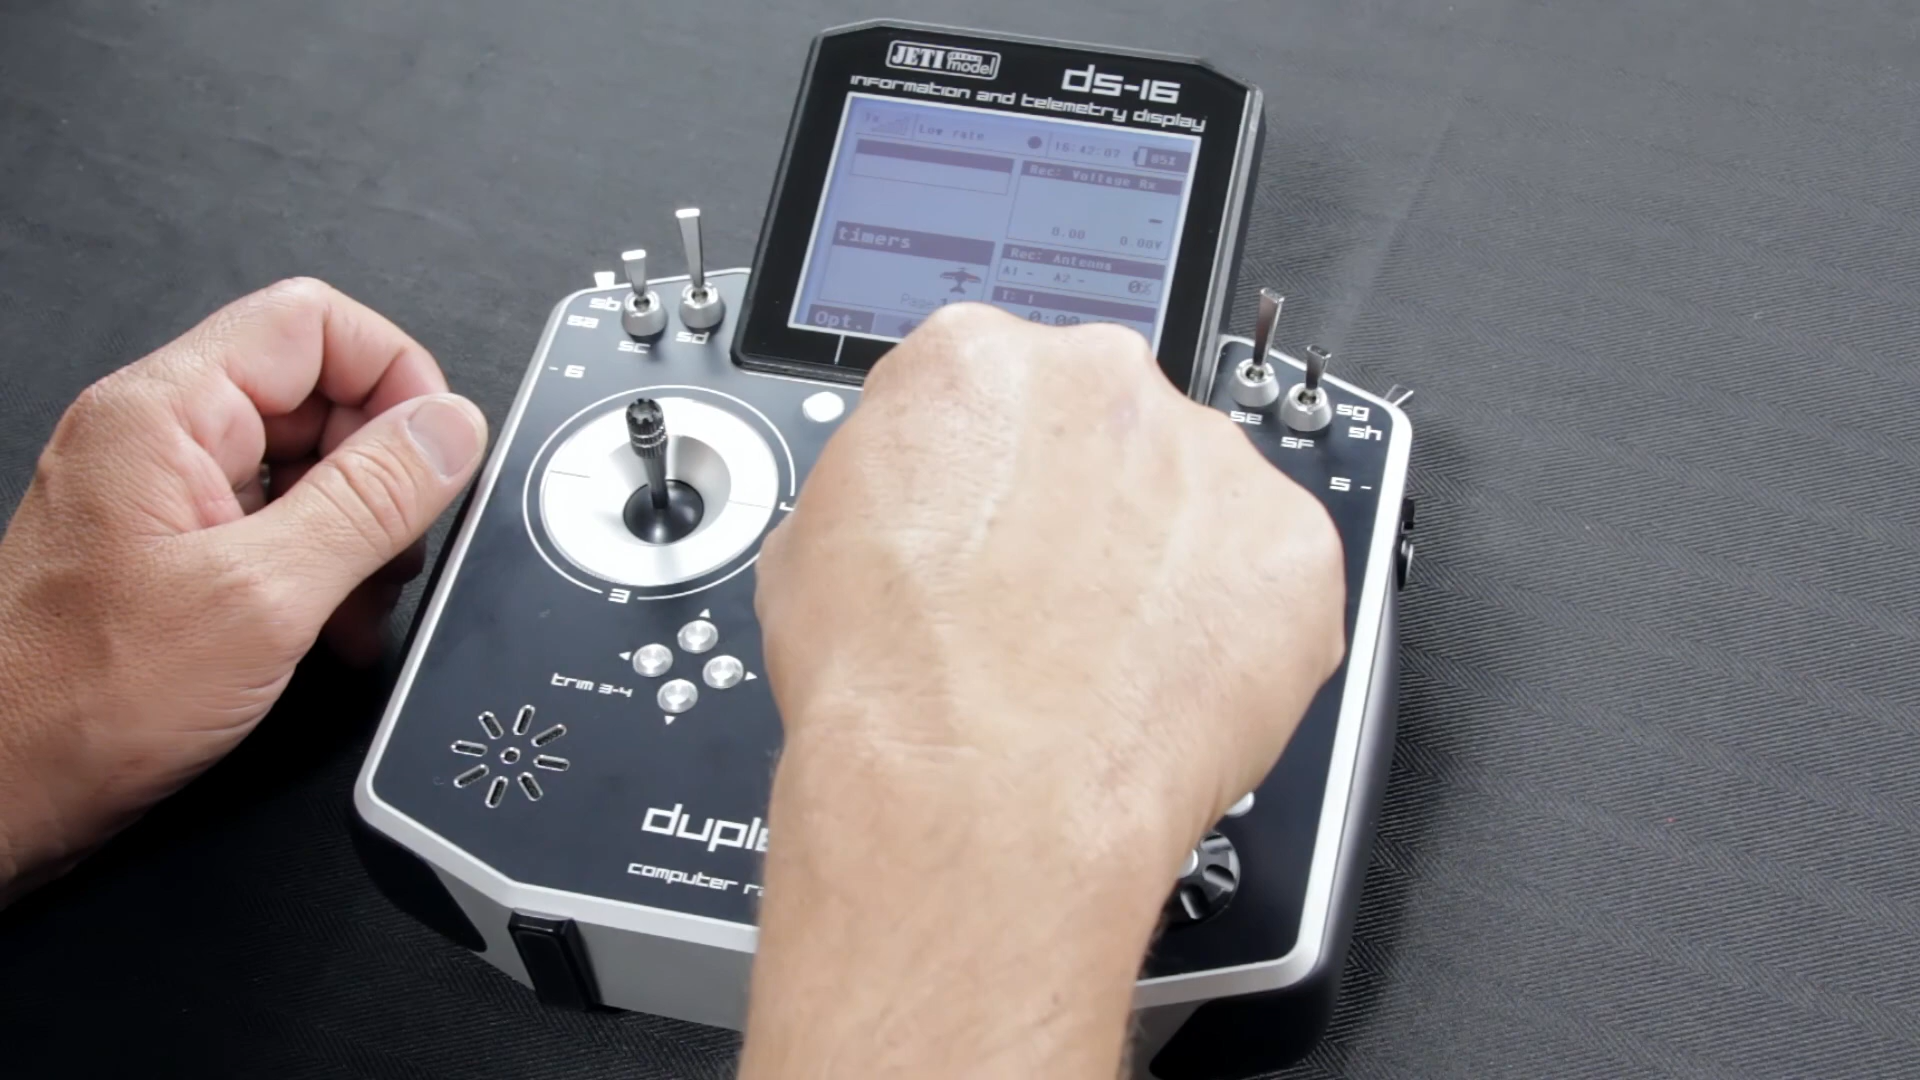 JETI model
ds-16
information and telemetry display
Tx
Low rate
16:42:07
85%
Rec: Voltage Rx
-
0.00
0.00V
timers
Rec: Antenna
A1 -
A2 -
0%
Opt.
sb
sa
sc
sd
- 6
3
trim 3-4
computer
se
sf
sg
sh
5 -